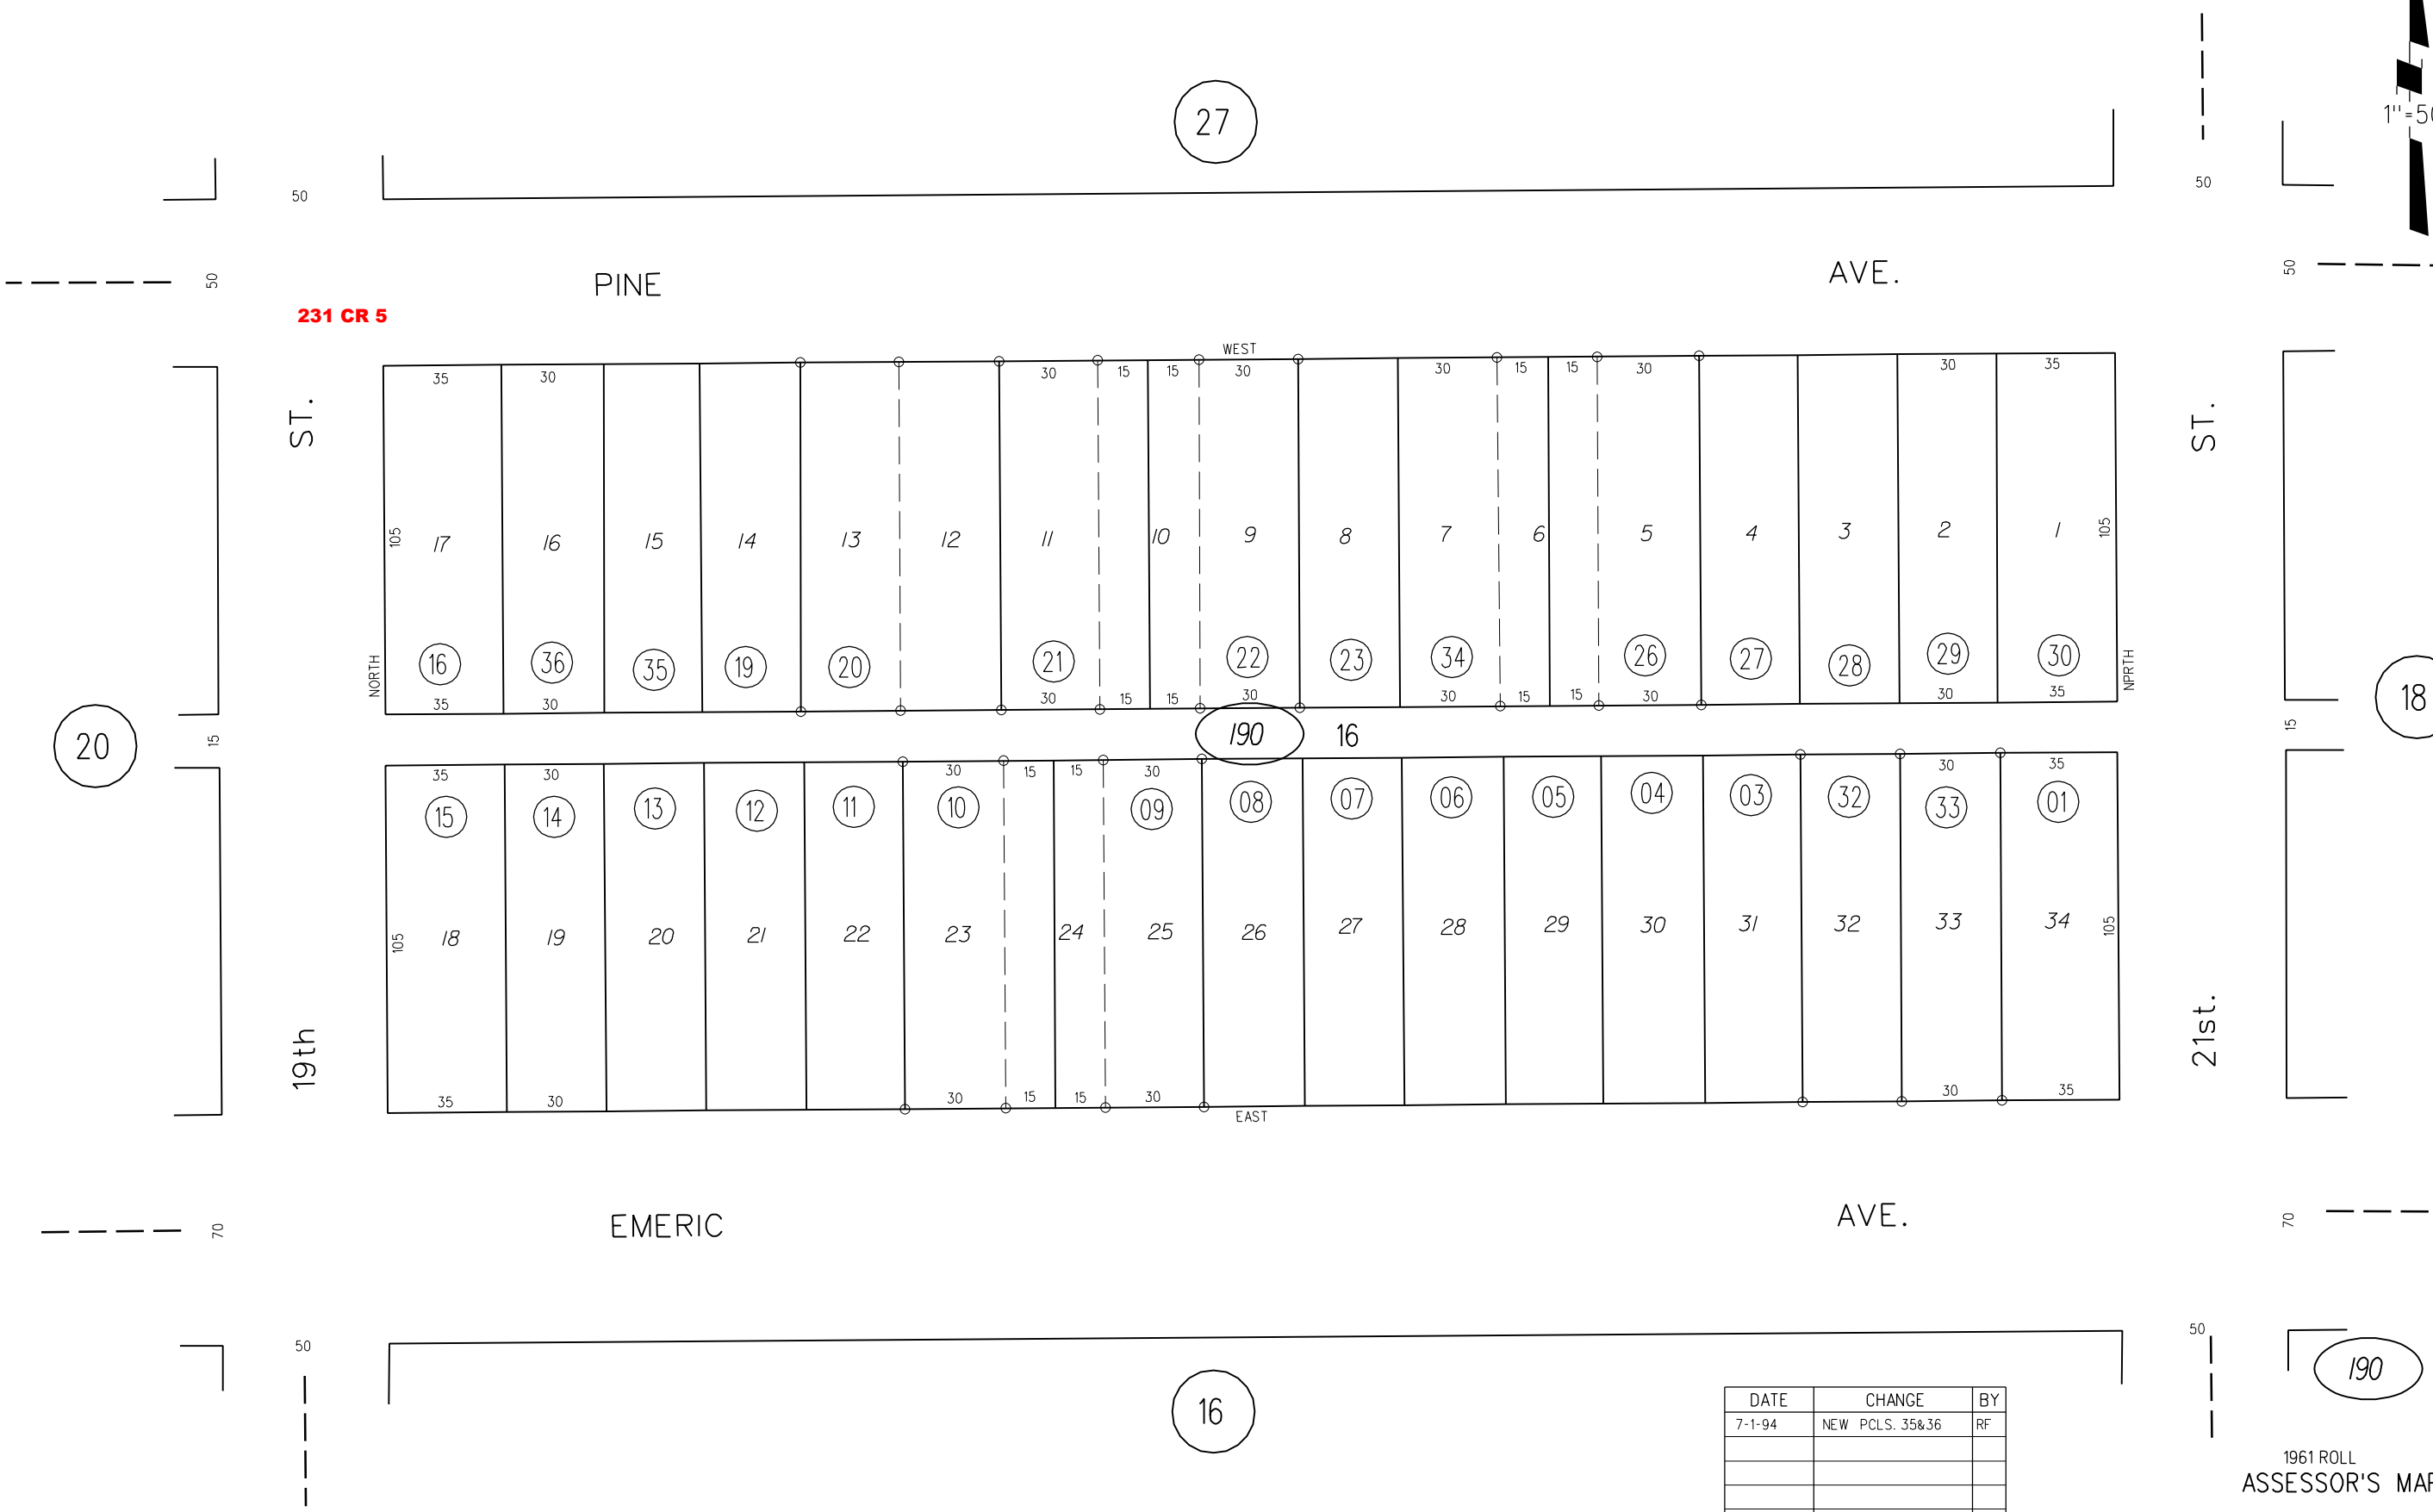 27
1"=50
50 50
50 PINE AVE. 50
231 CR 5
WEST
35 30 30 15 15 30 30 15 15 30 30 35
ST. ST.
105 17 16 15 14 13 12 11 10 9 8 7 6 5 4 3 2 1 105
NORTH 16 36 35 19 20 21 22 23 34 26 27 28 29 30 NPRTH
35 30 30 15 15 30 30 15 15 30 30 35
20 15 190 16 15 18
35 30 30 15 15 30 30 35
15 14 13 12 11 10 09 08 07 06 05 04 03 32 33 01
105 18 19 20 21 22 23 24 25 26 27 28 29 30 31 32 33 34 105
19th 21st.
35 30 30 15 15 30 30 35
EAST
70 EMERIC AVE. 70
50 50
16
190
DATE CHANGE BY
7-1-94 NEW PCLS. 35&36 RF
1961 ROLL
ASSESSOR'S MAP